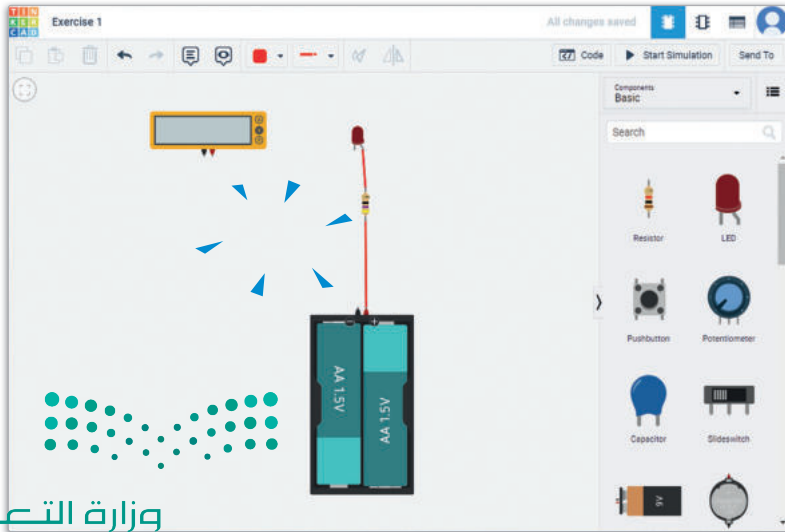 TIN
KER
CAD
Exercise 1
All changes saved
Code
Start Simulation
Send To
Components
Basic
Search
Resistor
LED
Pushbutton
Potentiometer
Capacitor
Slideswitch
9V
AA 1.5V
AA 1.5V
وزارة التعـ